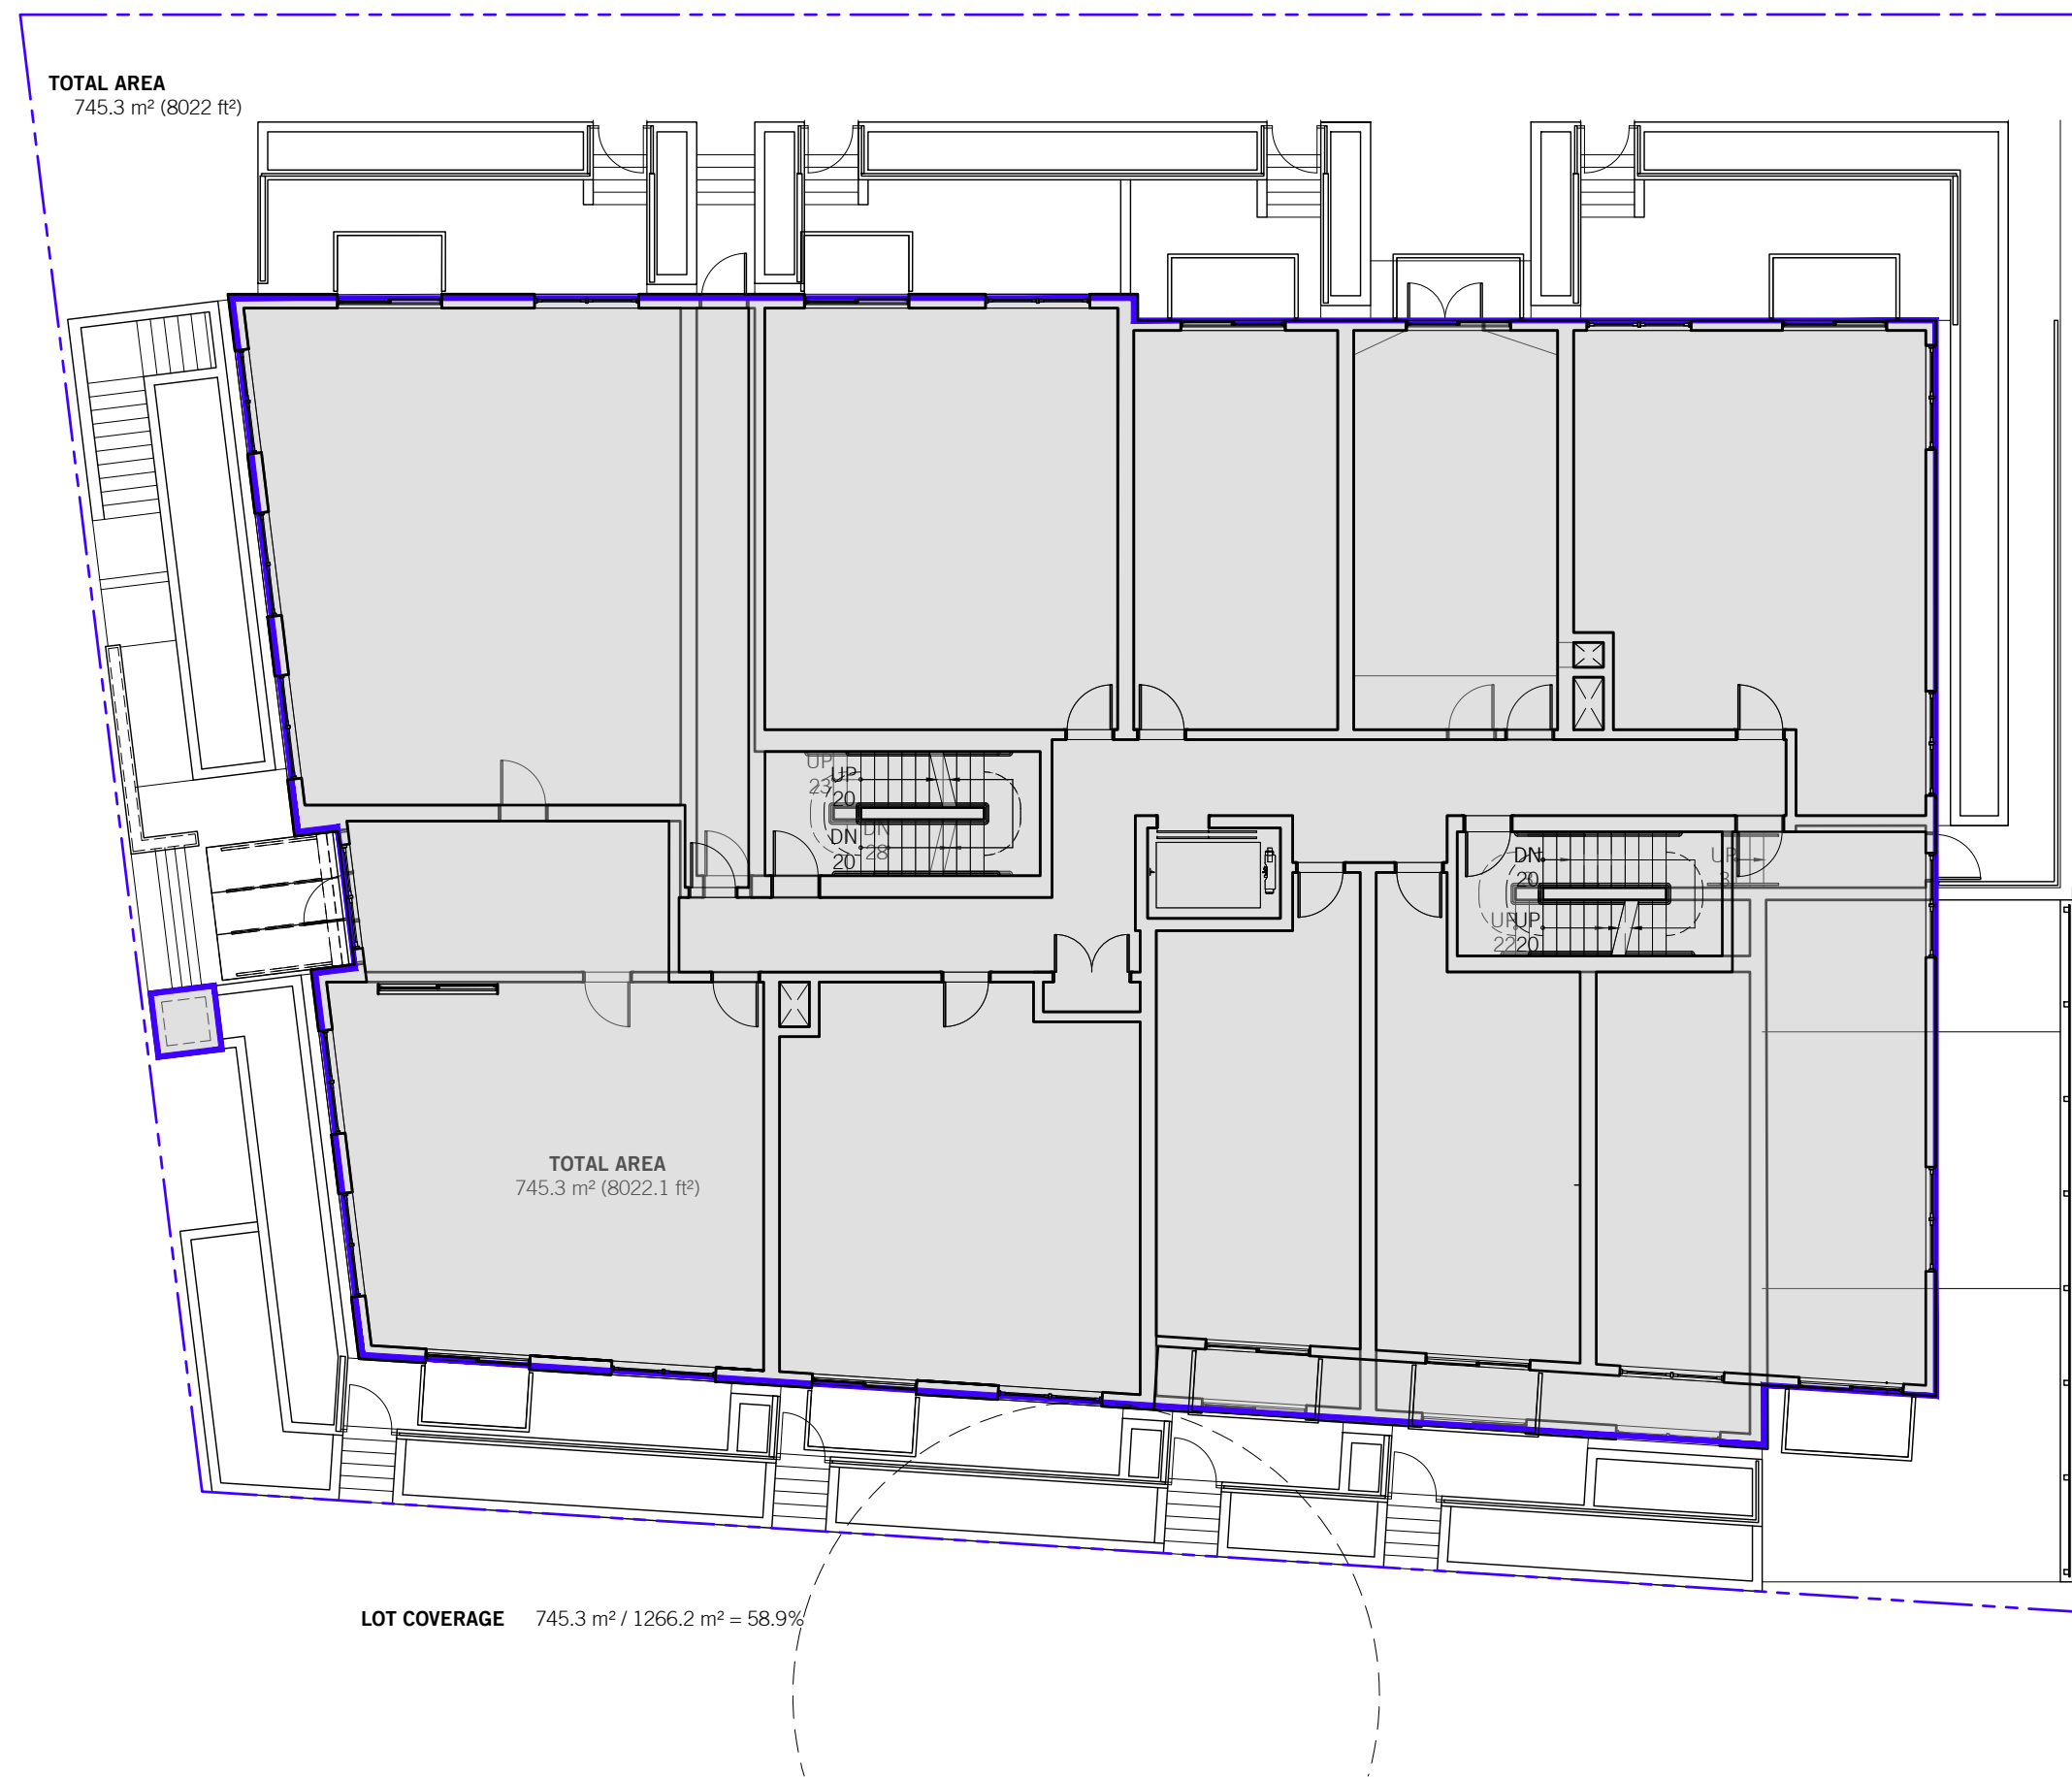 TOTAL AREA
745.3 m² (8022 ft²)
UP
23
UP
20
DN
20
DN
28
DN
20
UP
3
UP
22
UP
20
TOTAL AREA
745.3 m² (8022.1 ft²)
LOT COVERAGE 745.3 m² / 1266.2 m² = 58.9%